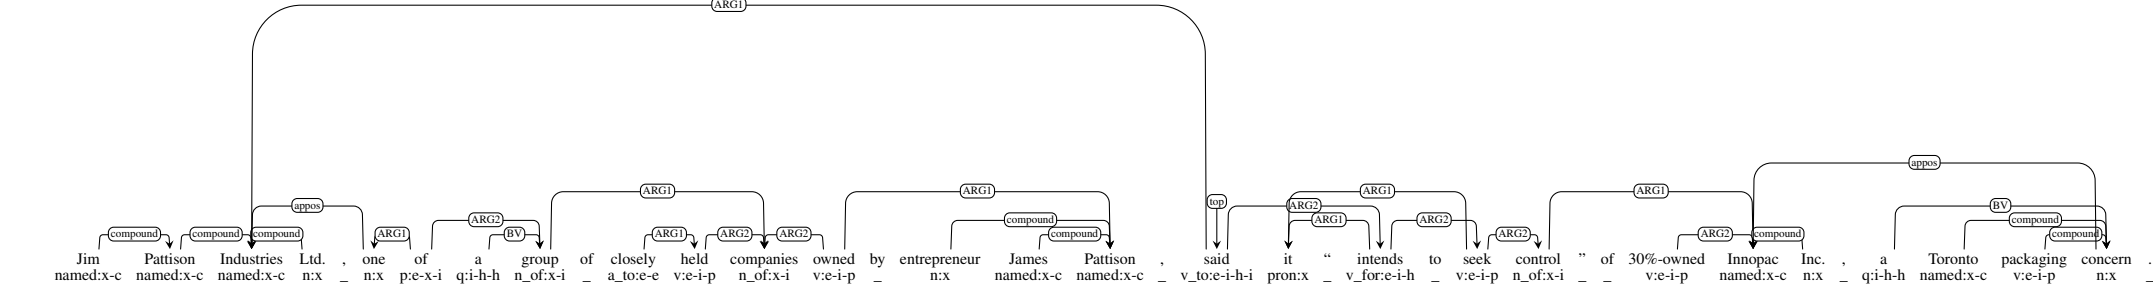 ARG1
appos
top
appos ARG1 ARG1 ARG1 ARG2 ARG1 BV
ARG2 compound ARG1 ARG2 compound
compound compound compound ARG1 BV ARG1 ARG2 ARG2 compound ARG2 ARG2 compound compound
Jim Pattison Industries Ltd. , one of a group of closely held companies owned by entrepreneur James Pattison , said it “ intends to seek control ” of 30%-owned Innopac Inc. , a Toronto packaging concern .
named:x-c named:x-c named:x-c n:x _ n:x p:e-x-i q:i-h-h n_of:x-i _ a_to:e-e v:e-i-p n_of:x-i v:e-i-p _ n:x named:x-c named:x-c _ v_to:e-i-h-i pron:x _ v_for:e-i-h _ v:e-i-p n_of:x-i _ _ v:e-i-p named:x-c n:x _ q:i-h-h named:x-c v:e-i-p n:x _